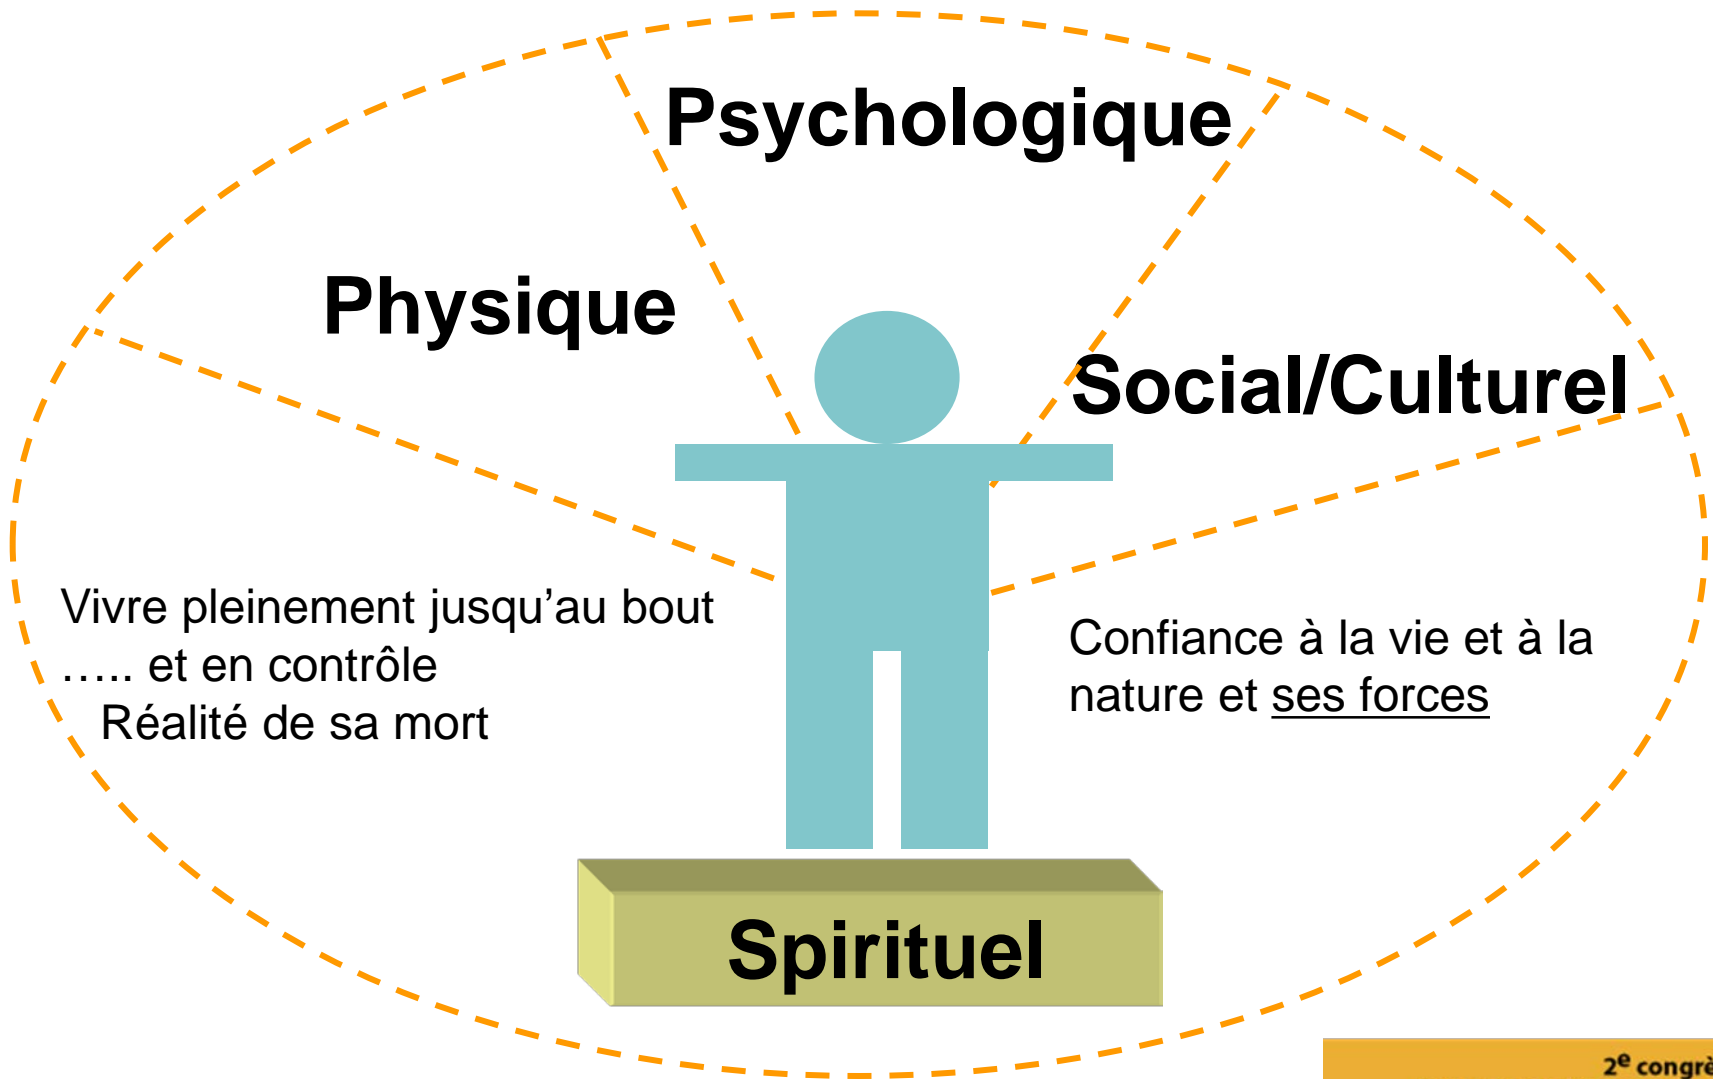 Psychologique
Physique
Social/Culturel
Vivre pleinement jusqu’au bout
..... et en contrôle
Réalité de sa mort
Confiance à la vie et à la
nature et ses forces
Spirituel
2e